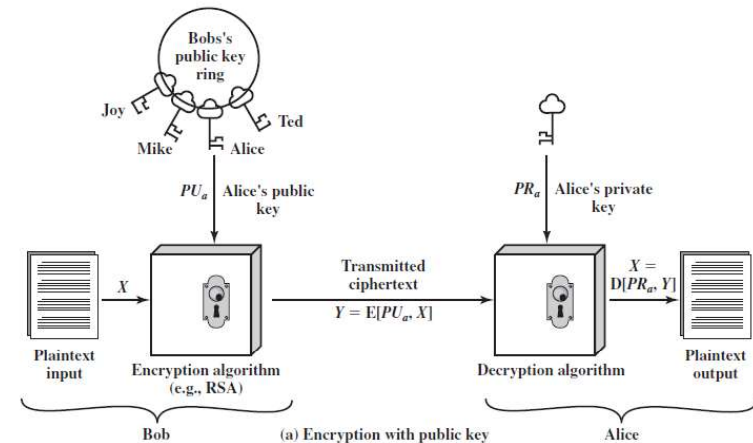 Bobs's
public key
ring
Joy
Ted
Mike
Alice
PUa
Alice's public
key
PRa
Alice's private
key
X
Transmitted
ciphertext
Y = E[PUa, X]
X =
D[PRa, Y]
Plaintext
input
Encryption algorithm
(e.g., RSA)
Decryption algorithm
Plaintext
output
Bob
(a) Encryption with public key
Alice